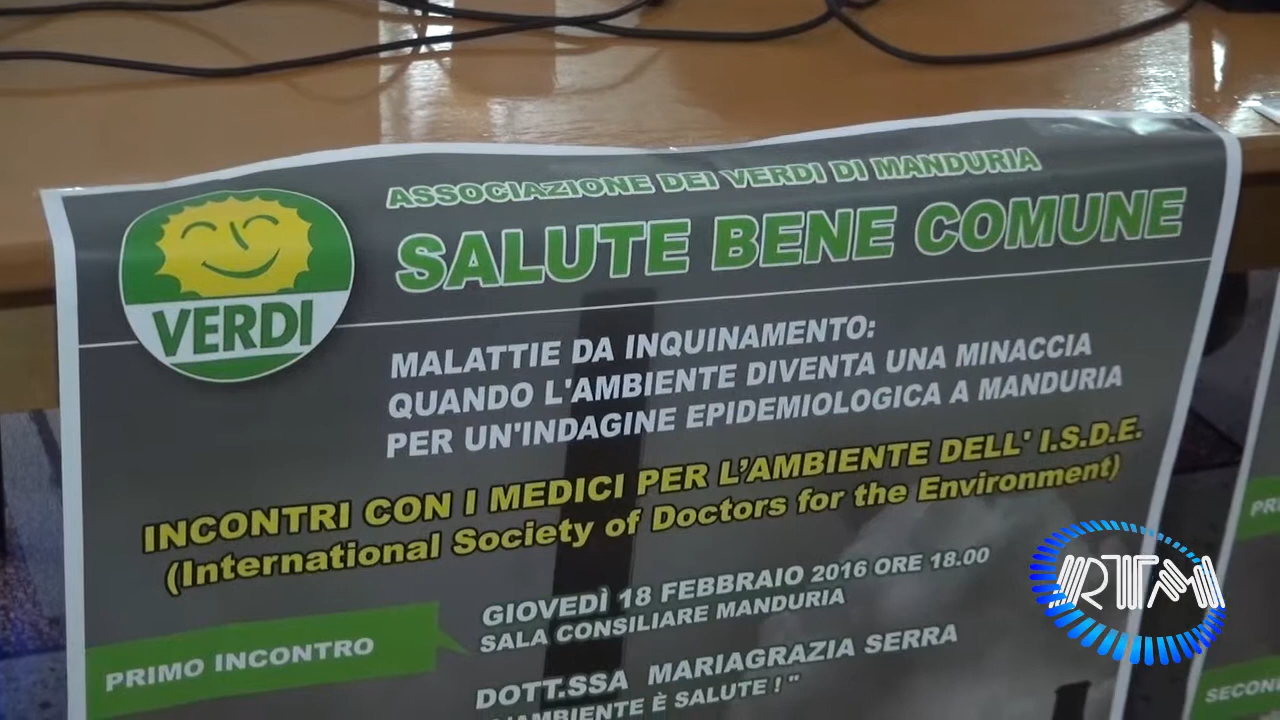 ASSOCIAZIONE DEI VERDI DI MANDURIA
SALUTE BENE COMUNE
VERDI
MALATTIE DA INQUINAMENTO:
QUANDO L'AMBIENTE DIVENTA UNA MINACCIA
PER UN'INDAGINE EPIDEMIOLOGICA A MANDURIA
INCONTRI CON I MEDICI PER L'AMBIENTE DELL' I.S.D.E.
(International Society of Doctors for the Environment)
PRIMO INCONTRO
GIOVEDÌ 18 FEBBRAIO 2016 ORE 18.00
SALA CONSILIARE MANDURIA
DOTT.SSA MARIAGRAZIA SERRA
L'AMBIENTE È SALUTE ! "
RTM